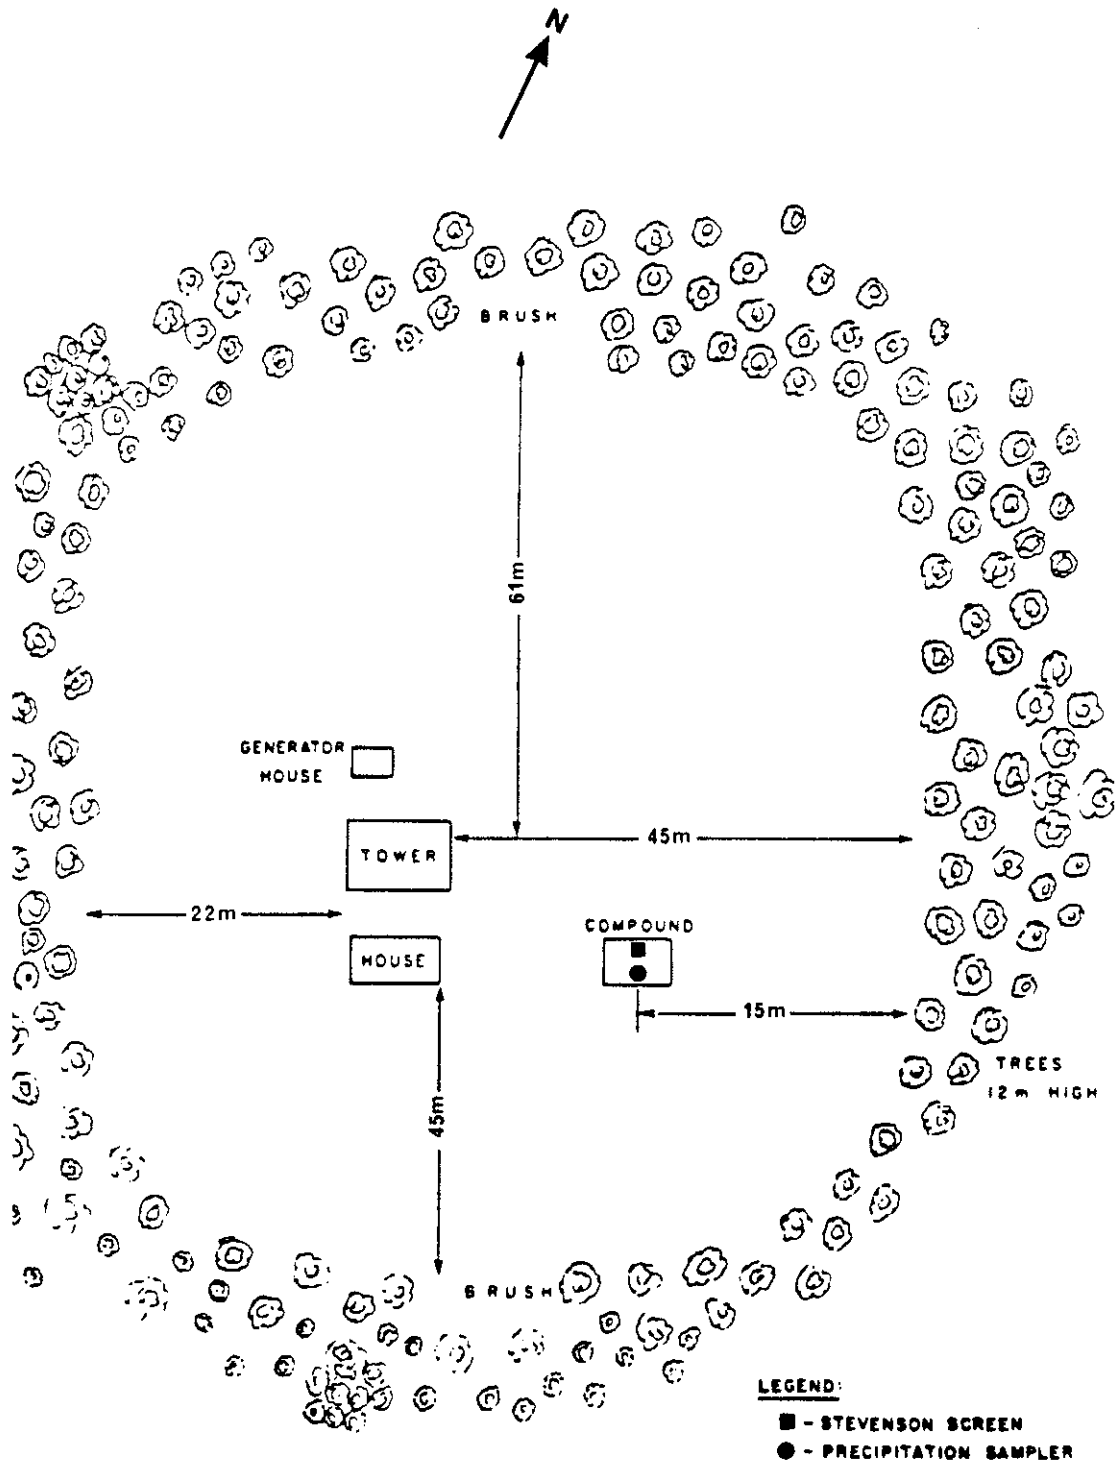 N
BRUSH
61m
GENERATOR
HOUSE
TOWER
45m
22m
COMPOUND
HOUSE
15m
TREES
12m HIGH
45m
BRUSH
LEGEND:
■ - STEVENSON SCREEN
● - PRECIPITATION SAMPLER